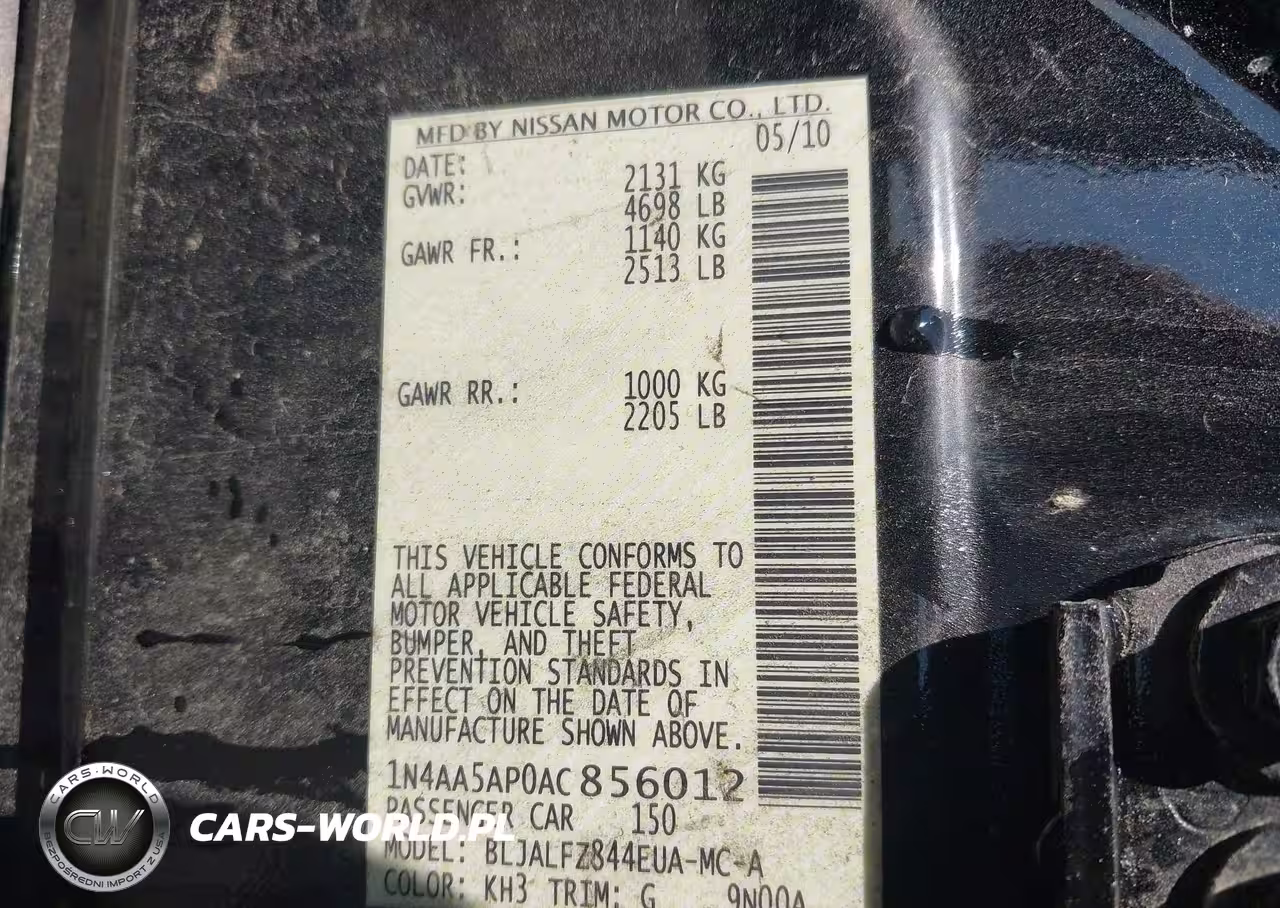 MFD BY NISSAN MOTOR CO., LTD.
DATE: 05/10
GVWR: 2131 KG
4698 LB
GAWR FR.: 1140 KG
2513 LB
GAWR RR.: 1000 KG
2205 LB
THIS VEHICLE CONFORMS TO
ALL APPLICABLE FEDERAL
MOTOR VEHICLE SAFETY,
BUMPER, AND THEFT
PREVENTION STANDARDS IN
EFFECT ON THE DATE OF
MANUFACTURE SHOWN ABOVE.
1N4AA5AP0AC856012
PASSENGER CAR 150
MODEL: BLJALFZ844EUA-MC-A
COLOR: KH3 TRIM: G 9N00A
CARS-WORLD
CW
BEZPOŚREDNI IMPORT Z USA
CARS-WORLD.PL